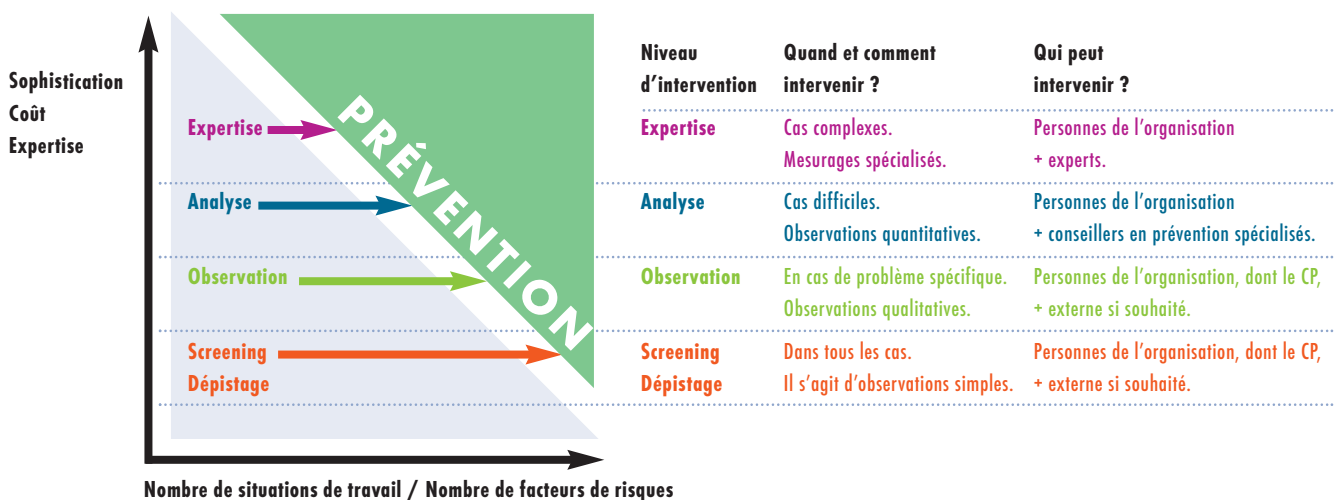 Sophistication
Coût
Expertise
Expertise
Analyse
Observation
Screening
Dépistage
PRÉVENTION
Nombre de situations de travail / Nombre de facteurs de risques
Niveau
d'intervention
Quand et comment
intervenir ?
Qui peut
intervenir ?
Expertise
Cas complexes.
Mesurages spécialisés.
Personnes de l'organisation
+ experts.
Analyse
Cas difficiles.
Observations quantitatives.
Personnes de l'organisation
+ conseillers en prévention spécialisés.
Observation
En cas de problème spécifique.
Observations qualitatives.
Personnes de l'organisation, dont le CP,
+ externe si souhaité.
Screening
Dépistage
Dans tous les cas.
Il s'agit d'observations simples.
Personnes de l'organisation, dont le CP,
+ externe si souhaité.